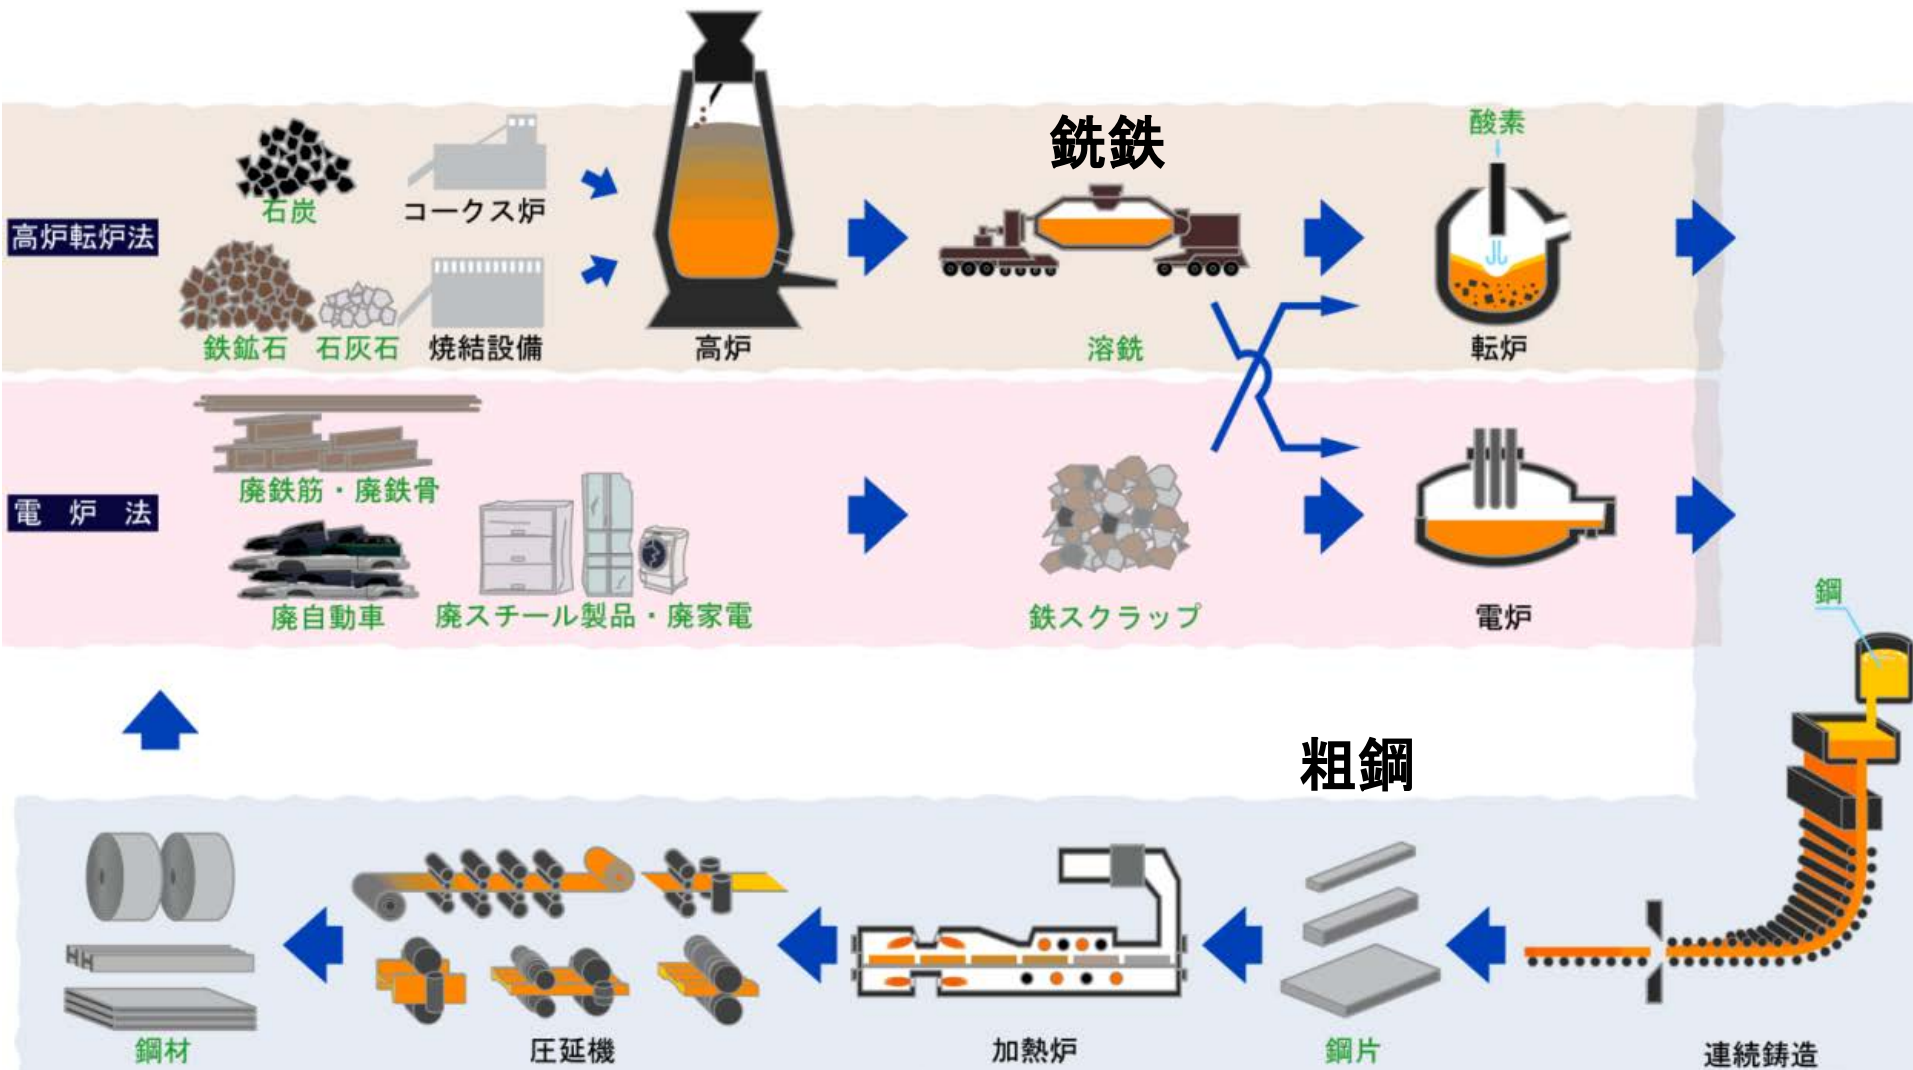 銑鉄
酸素
石炭
コークス炉
高炉転炉法
鉄鉱石
石灰石
焼結設備
高炉
溶銑
転炉
廃鉄筋・廃鉄骨
電炉法
廃自動車
廃スチール製品・廃家電
鉄スクラップ
電炉
鋼
粗鋼
鋼材
圧延機
加熱炉
鋼片
連続鋳造